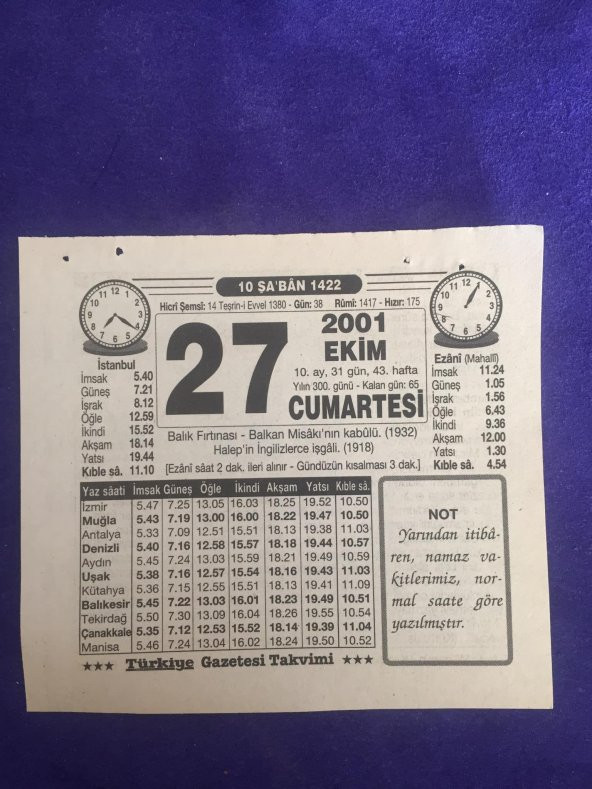 10 ŞA'BÂN 1422
Hicrî Şemsî: 14 Teşrin-i Evvel 1380 - Gün: 38 Rûmî: 1417 - Hızır: 175
27
2001
EKİM
10. ay, 31 gün, 43. hafta
Yılın 300. günü - Kalan gün: 65
CUMARTESİ
Balık Fırtınası - Balkan Misâkı'nın kabûlü. (1932)
Halep'in İngilizlerce işgâli. (1918)
[Ezânî sâat 2 dak. ileri alınır - Gündüzün kısalması 3 dak.]
İstanbul
İmsak 5.40
Güneş 7.21
İşrak 8.12
Öğle 12.59
İkindi 15.52
Akşam 18.14
Yatsı 19.44
Kıble sâ. 11.10
Ezânî (Mahallî)
İmsak 11.24
Güneş 1.05
İşrak 1.56
Öğle 6.43
İkindi 9.36
Akşam 12.00
Yatsı 1.30
Kıble sâ. 4.54
Yaz sâati İmsak Güneş Öğle İkindi Akşam Yatsı Kıble sâ.
İzmir 5.47 7.25 13.05 16.03 18.25 19.52 10.50
Muğla 5.43 7.19 13.00 16.00 18.22 19.47 10.50
Antalya 5.33 7.09 12.51 15.51 18.13 19.38 11.03
Denizli 5.40 7.16 12.58 15.57 18.18 19.44 10.57
Aydın 5.45 7.24 13.03 15.59 18.21 19.49 10.59
Uşak 5.38 7.16 12.57 15.54 18.16 19.43 11.03
Kütahya 5.36 7.15 12.55 15.51 18.13 19.41 11.09
Balıkesir 5.45 7.22 13.03 16.01 18.23 19.49 10.51
Tekirdağ 5.50 7.30 13.09 16.04 18.26 19.55 10.54
Çanakkale 5.35 7.12 12.53 15.52 18.14 19.39 11.04
Manisa 5.46 7.24 13.04 16.02 18.24 19.50 10.52
Türkiye Gazetesi Takvimi
NOT
Yarından itibâ-
ren, namaz va-
kitlerimiz, nor-
mal saate göre
yazılmıştır.